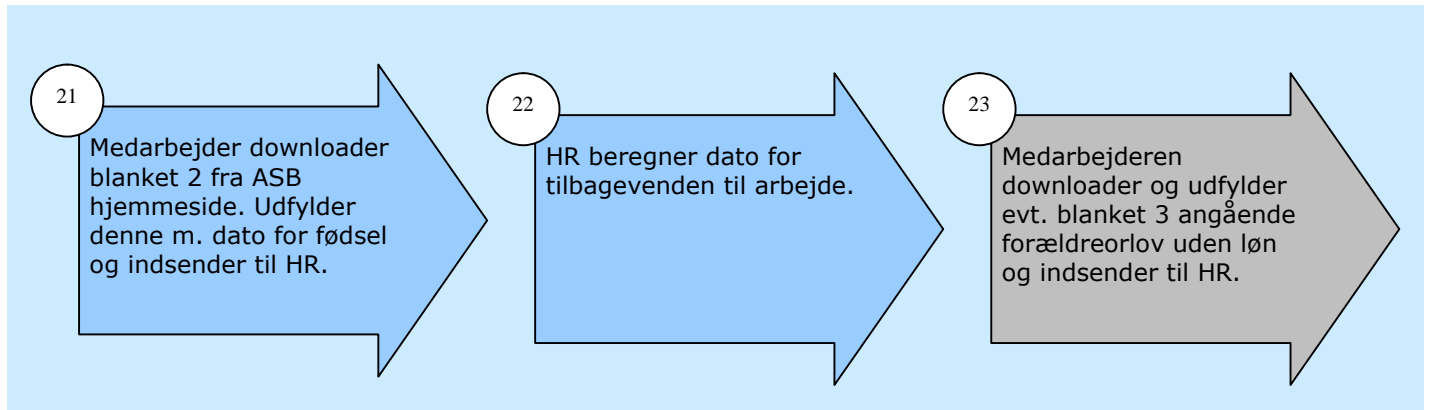 21
Medarbejder downloader
blanket 2 fra ASB
hjemmeside. Udfylder
denne m. dato for fødsel
og indsender til HR.
22
HR beregner dato for
tilbagevenden til arbejde.
23
Medarbejderen
downloader og udfylder
evt. blanket 3 angående
forældreorlov uden løn
og indsender til HR.